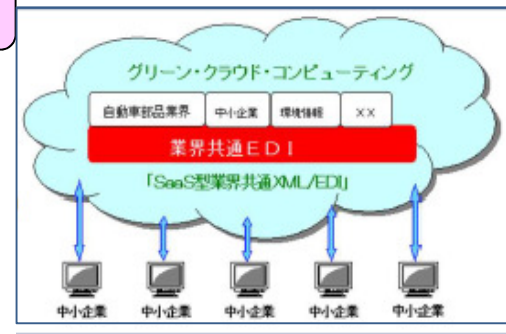 グリーン・クラウド・コンピューティング
自動車部品業界 中小企業 環境情報 ××
業界共通EDI
「SaaS型業界共通XML/EDI」
中小企業 中小企業 中小企業 中小企業 中小企業